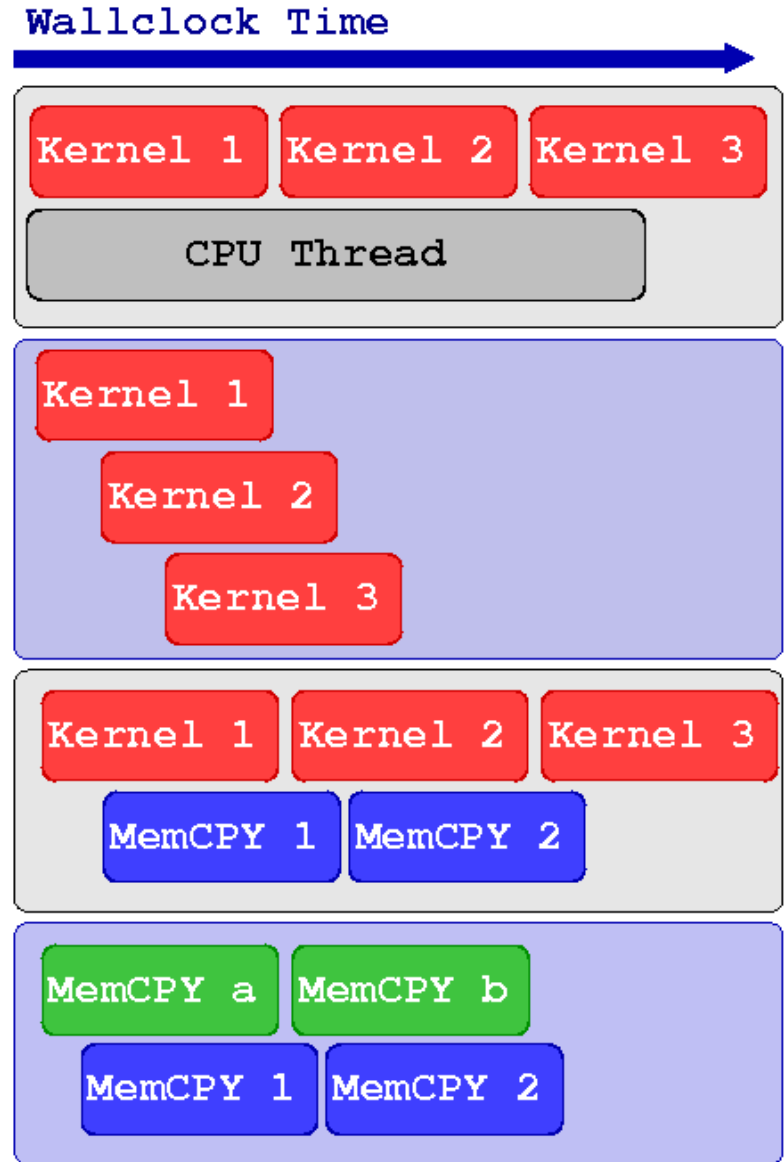 Wallclock Time
Kernel 1 Kernel 2 Kernel 3
CPU Thread
Kernel 1
Kernel 2
Kernel 3
Kernel 1 Kernel 2 Kernel 3
MemCPY 1 MemCPY 2
MemCPY a MemCPY b
MemCPY 1 MemCPY 2